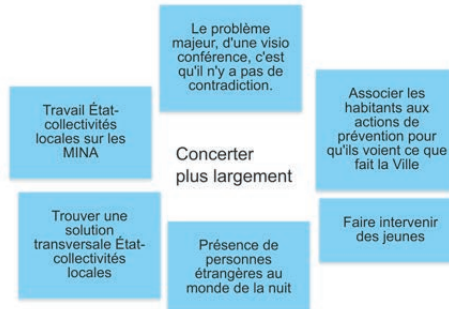 Le problème
majeur, d'une visio
conférence, c'est
qu'il n'y a pas de
contradiction.
Travail État-
collectivités
locales sur les
MINA
Associer les
habitants aux
actions de
prévention pour
qu'ils voient ce que
fait la Ville
Concerter
plus largement
Trouver une
solution
transversale État-
collectivités
locales
Présence de
personnes
étrangères au
monde de la nuit
Faire intervenir
des jeunes